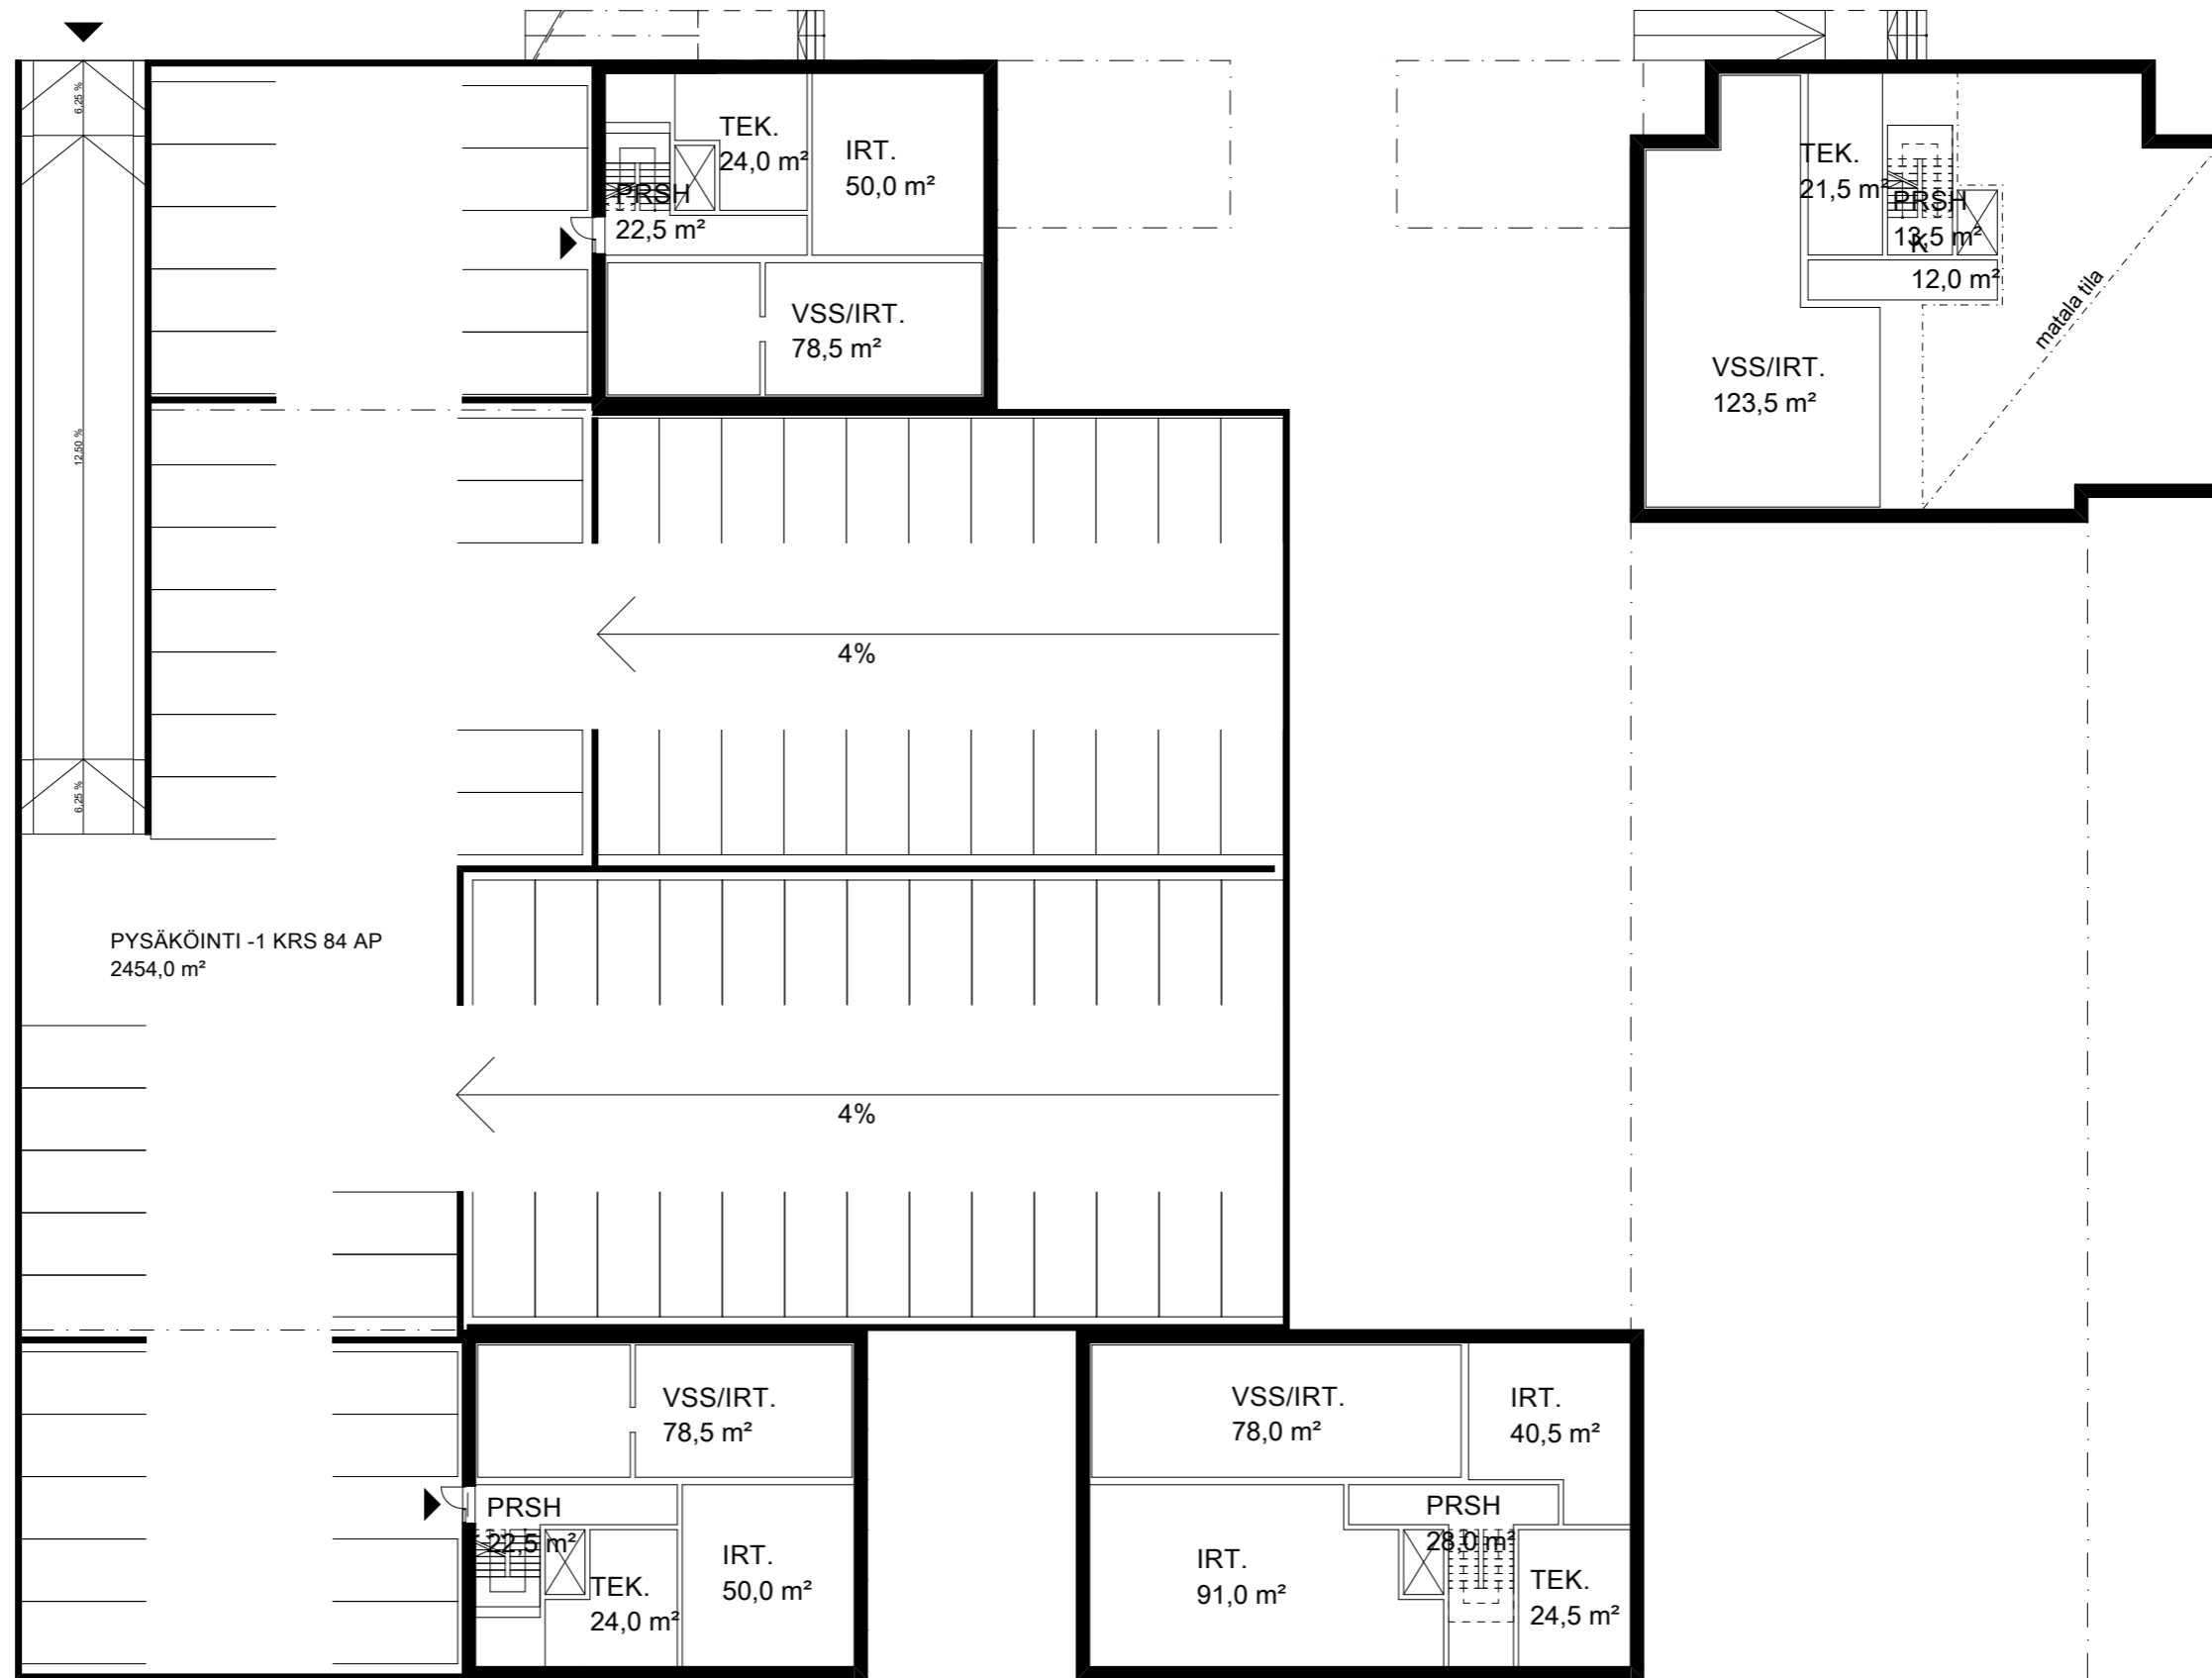 6,25 %
12,50 %
6,25 %
TEK.
24,0 m²
IRT.
50,0 m²
PRSH
22,5 m²
VSS/IRT.
78,5 m²
TEK.
21,5 m²
PRSH
13,5 m²
K
12,0 m²
matala tila
VSS/IRT.
123,5 m²
4%
PYSÄKÖINTI -1 KRS 84 AP
2454,0 m²
4%
VSS/IRT.
78,5 m²
PRSH
22,5 m²
TEK.
24,0 m²
IRT.
50,0 m²
VSS/IRT.
78,0 m²
IRT.
40,5 m²
PRSH
28,0 m²
IRT.
91,0 m²
TEK.
24,5 m²